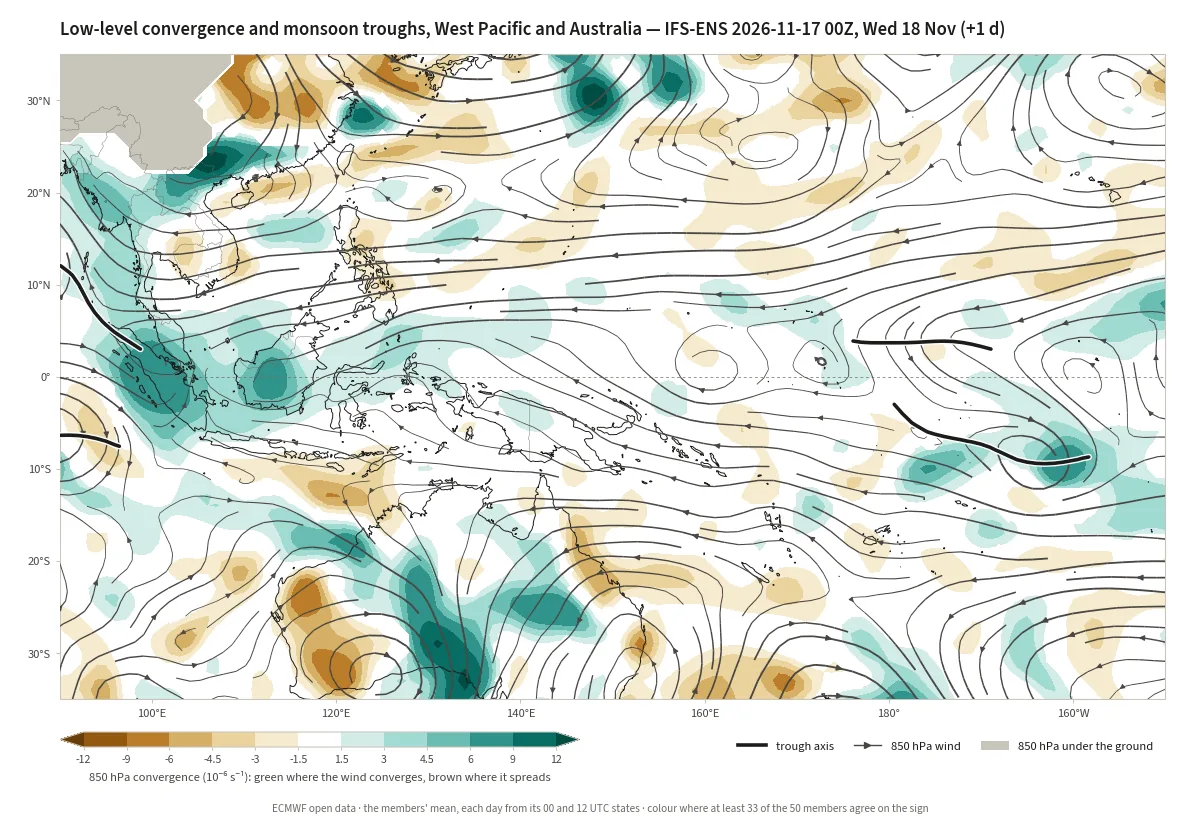 Low-level convergence and monsoon troughs, West Pacific and Australia — IFS-ENS 2026-11-17 00Z, Wed 18 Nov (+1 d)
30°N
20°N
10°N
0°
10°S
20°S
30°S
100°E 120°E 140°E 160°E 180° 160°W
-12 -9 -6 -4.5 -3 -1.5 1.5 3 4.5 6 9 12
850 hPa convergence (10⁻⁶ s⁻¹): green where the wind converges, brown where it spreads
trough axis 850 hPa wind 850 hPa under the ground
ECMWF open data · the members' mean, each day from its 00 and 12 UTC states · colour where at least 33 of the 50 members agree on the sign